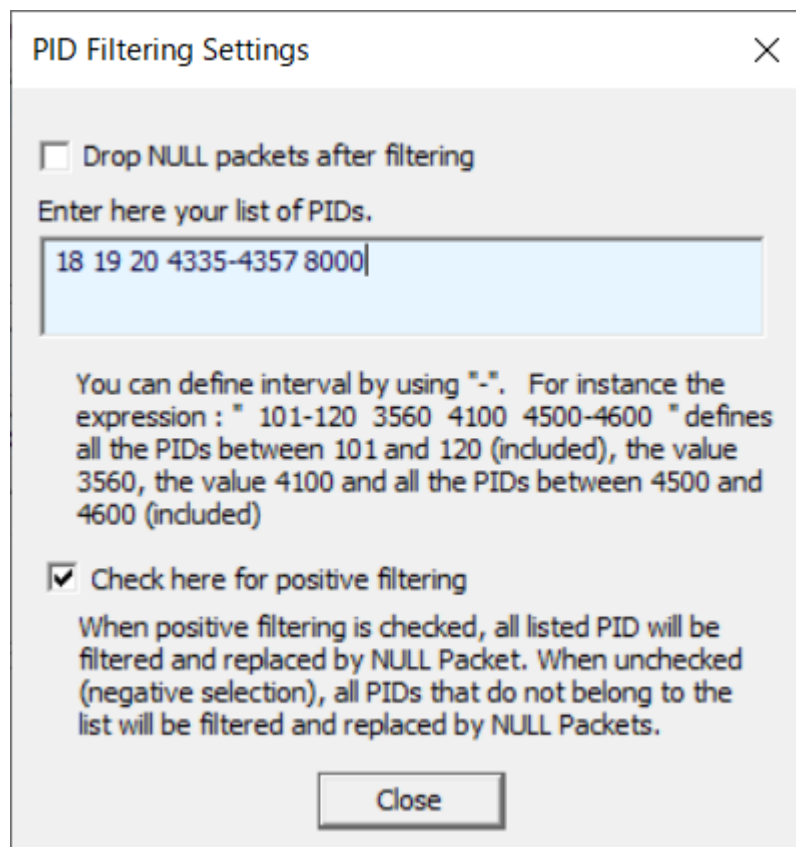 PID Filtering Settings
Drop NULL packets after filtering
Enter here your list of PIDs.
18 19 20 4335-4357 8000
You can define interval by using "-". For instance the
expression : " 101-120 3560 4100 4500-4600 " defines
all the PIDs between 101 and 120 (included), the value
3560, the value 4100 and all the PIDs between 4500 and
4600 (included)
Check here for positive filtering
When positive filtering is checked, all listed PID will be
filtered and replaced by NULL Packet. When unchecked
(negative selection), all PIDs that do not belong to the
list will be filtered and replaced by NULL Packets.
Close